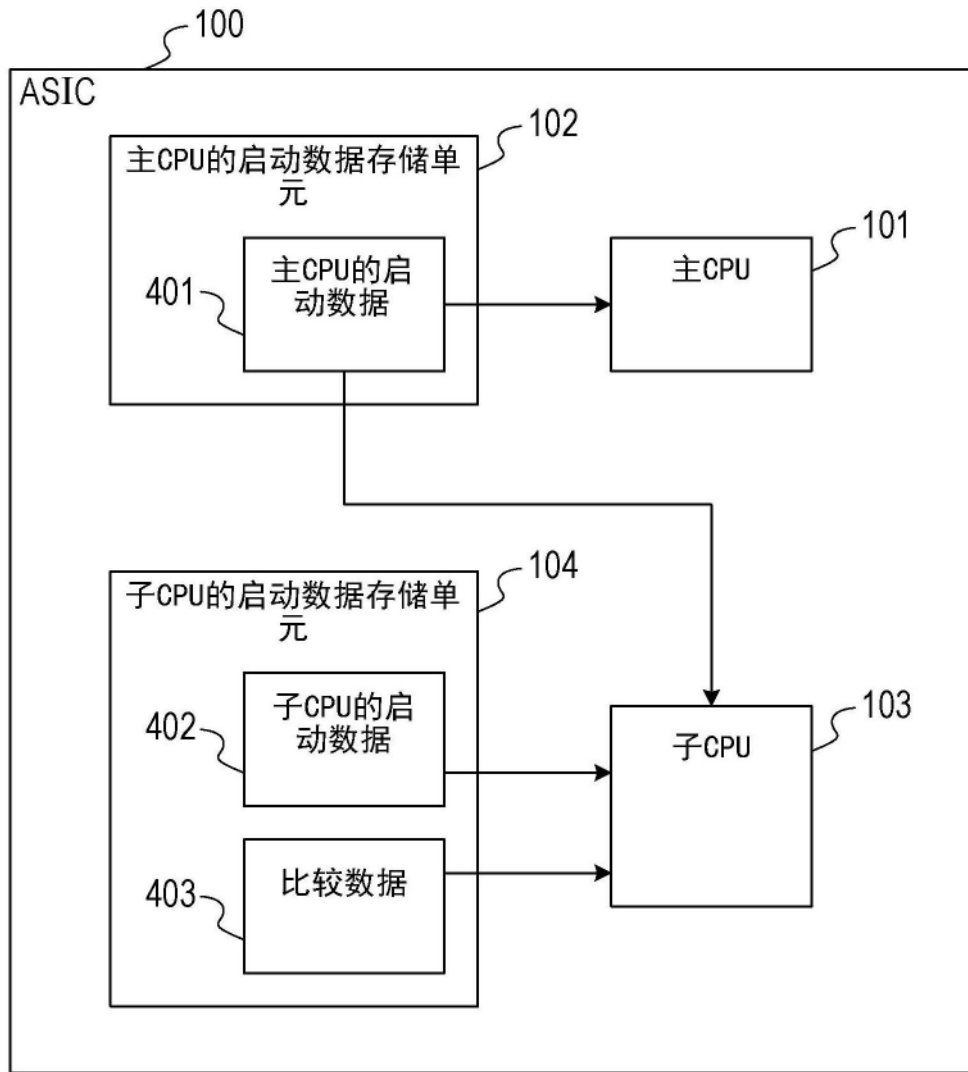 100
ASIC
102
主CPU的启动数据存储单
元
101
主CPU的启
动数据
主CPU
401
104
子CPU的启动数据存储单
元
103
子CPU的启
动数据
子CPU
402
比较数据
403